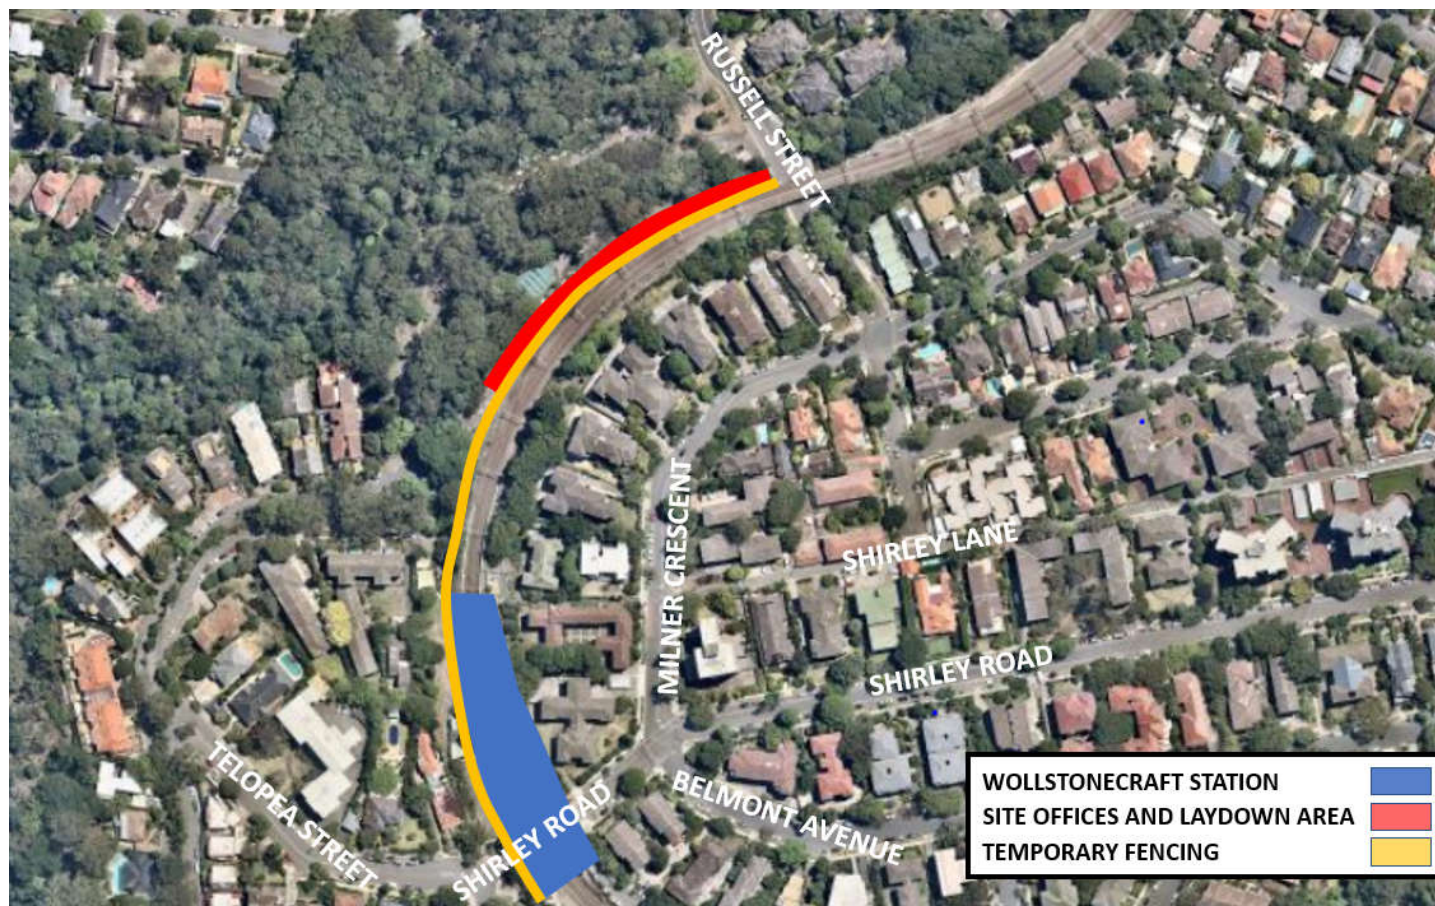 RUSSELL STREET
MILNER CRESCENT
SHIRLEY LANE
SHIRLEY ROAD
TELOPEA STREET
SHIRLEY ROAD
BELMONT AVENUE
WOLLSTONECRAFT STATION
SITE OFFICES AND LAYDOWN AREA
TEMPORARY FENCING